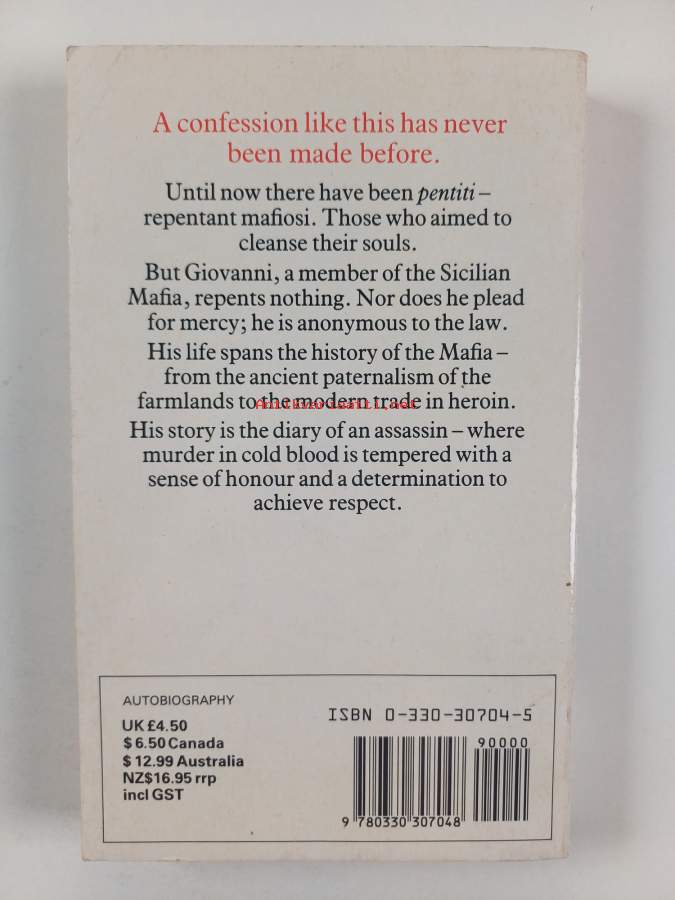 A confession like this has never
been made before.
Until now there have been pentiti –
repentant mafiosi. Those who aimed to
cleanse their souls.
But Giovanni, a member of the Sicilian
Mafia, repents nothing. Nor does he plead
for mercy; he is anonymous to the law.
His life spans the history of the Mafia –
from the ancient paternalism of the
farmlands to the modern trade in heroin.
Antikvariaatti.net
His story is the diary of an assassin – where
murder in cold blood is tempered with a
sense of honour and a determination to
achieve respect.
AUTOBIOGRAPHY
UK £4.50
$ 6.50 Canada
$ 12.99 Australia
NZ$16.95 rrp
incl GST
ISBN 0-330-30704-5
90000
9 780330 307048